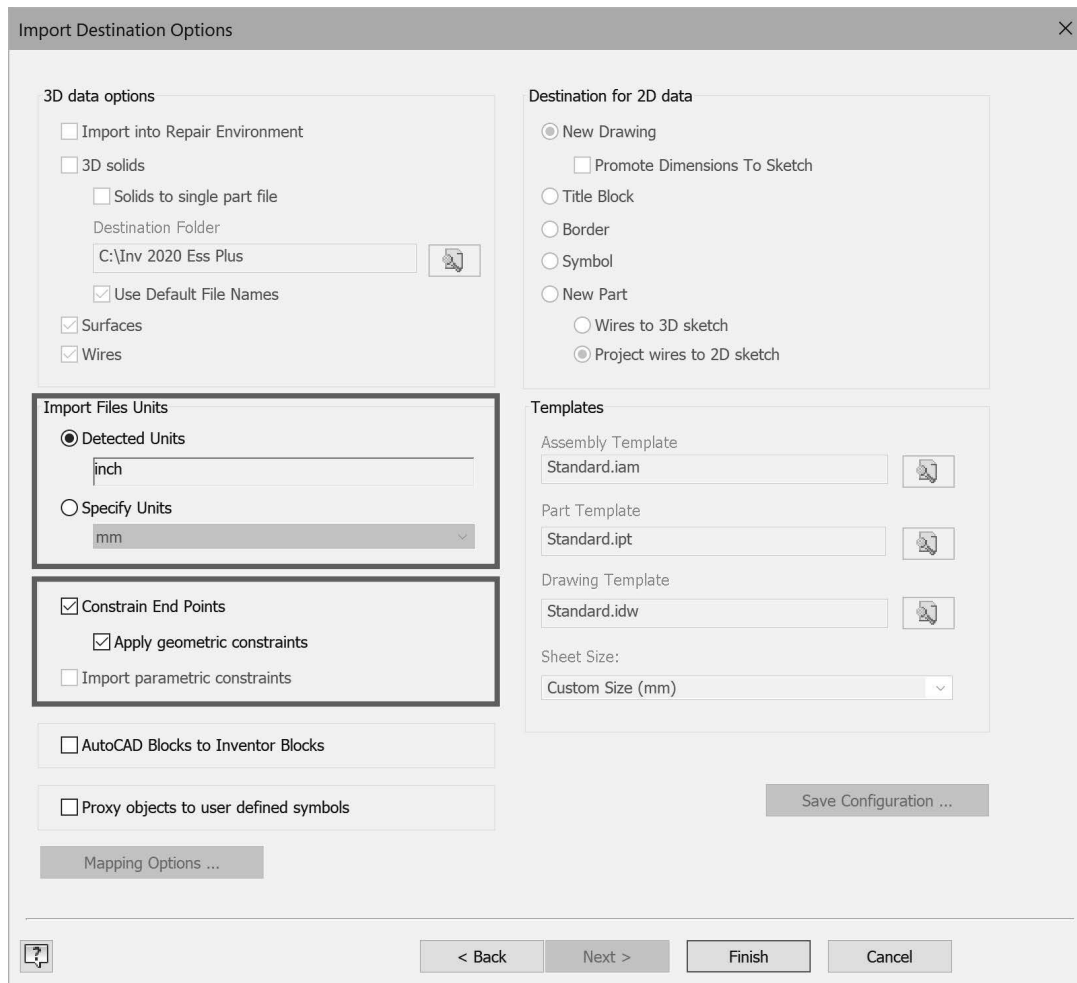 Import Destination Options
3D data options
Import into Repair Environment
3D solids
Solids to single part file
Destination Folder
C:\Inv 2020 Ess Plus
Use Default File Names
Surfaces
Wires
Destination for 2D data
New Drawing
Promote Dimensions To Sketch
Title Block
Border
Symbol
New Part
Wires to 3D sketch
Project wires to 2D sketch
Import Files Units
Detected Units
inch
Specify Units
mm
Constrain End Points
Apply geometric constraints
Import parametric constraints
AutoCAD Blocks to Inventor Blocks
Proxy objects to user defined symbols
Mapping Options ...
Templates
Assembly Template
Standard.iam
Part Template
Standard.ipt
Drawing Template
Standard.idw
Sheet Size:
Custom Size (mm)
Save Configuration ...
?
< Back
Next >
Finish
Cancel